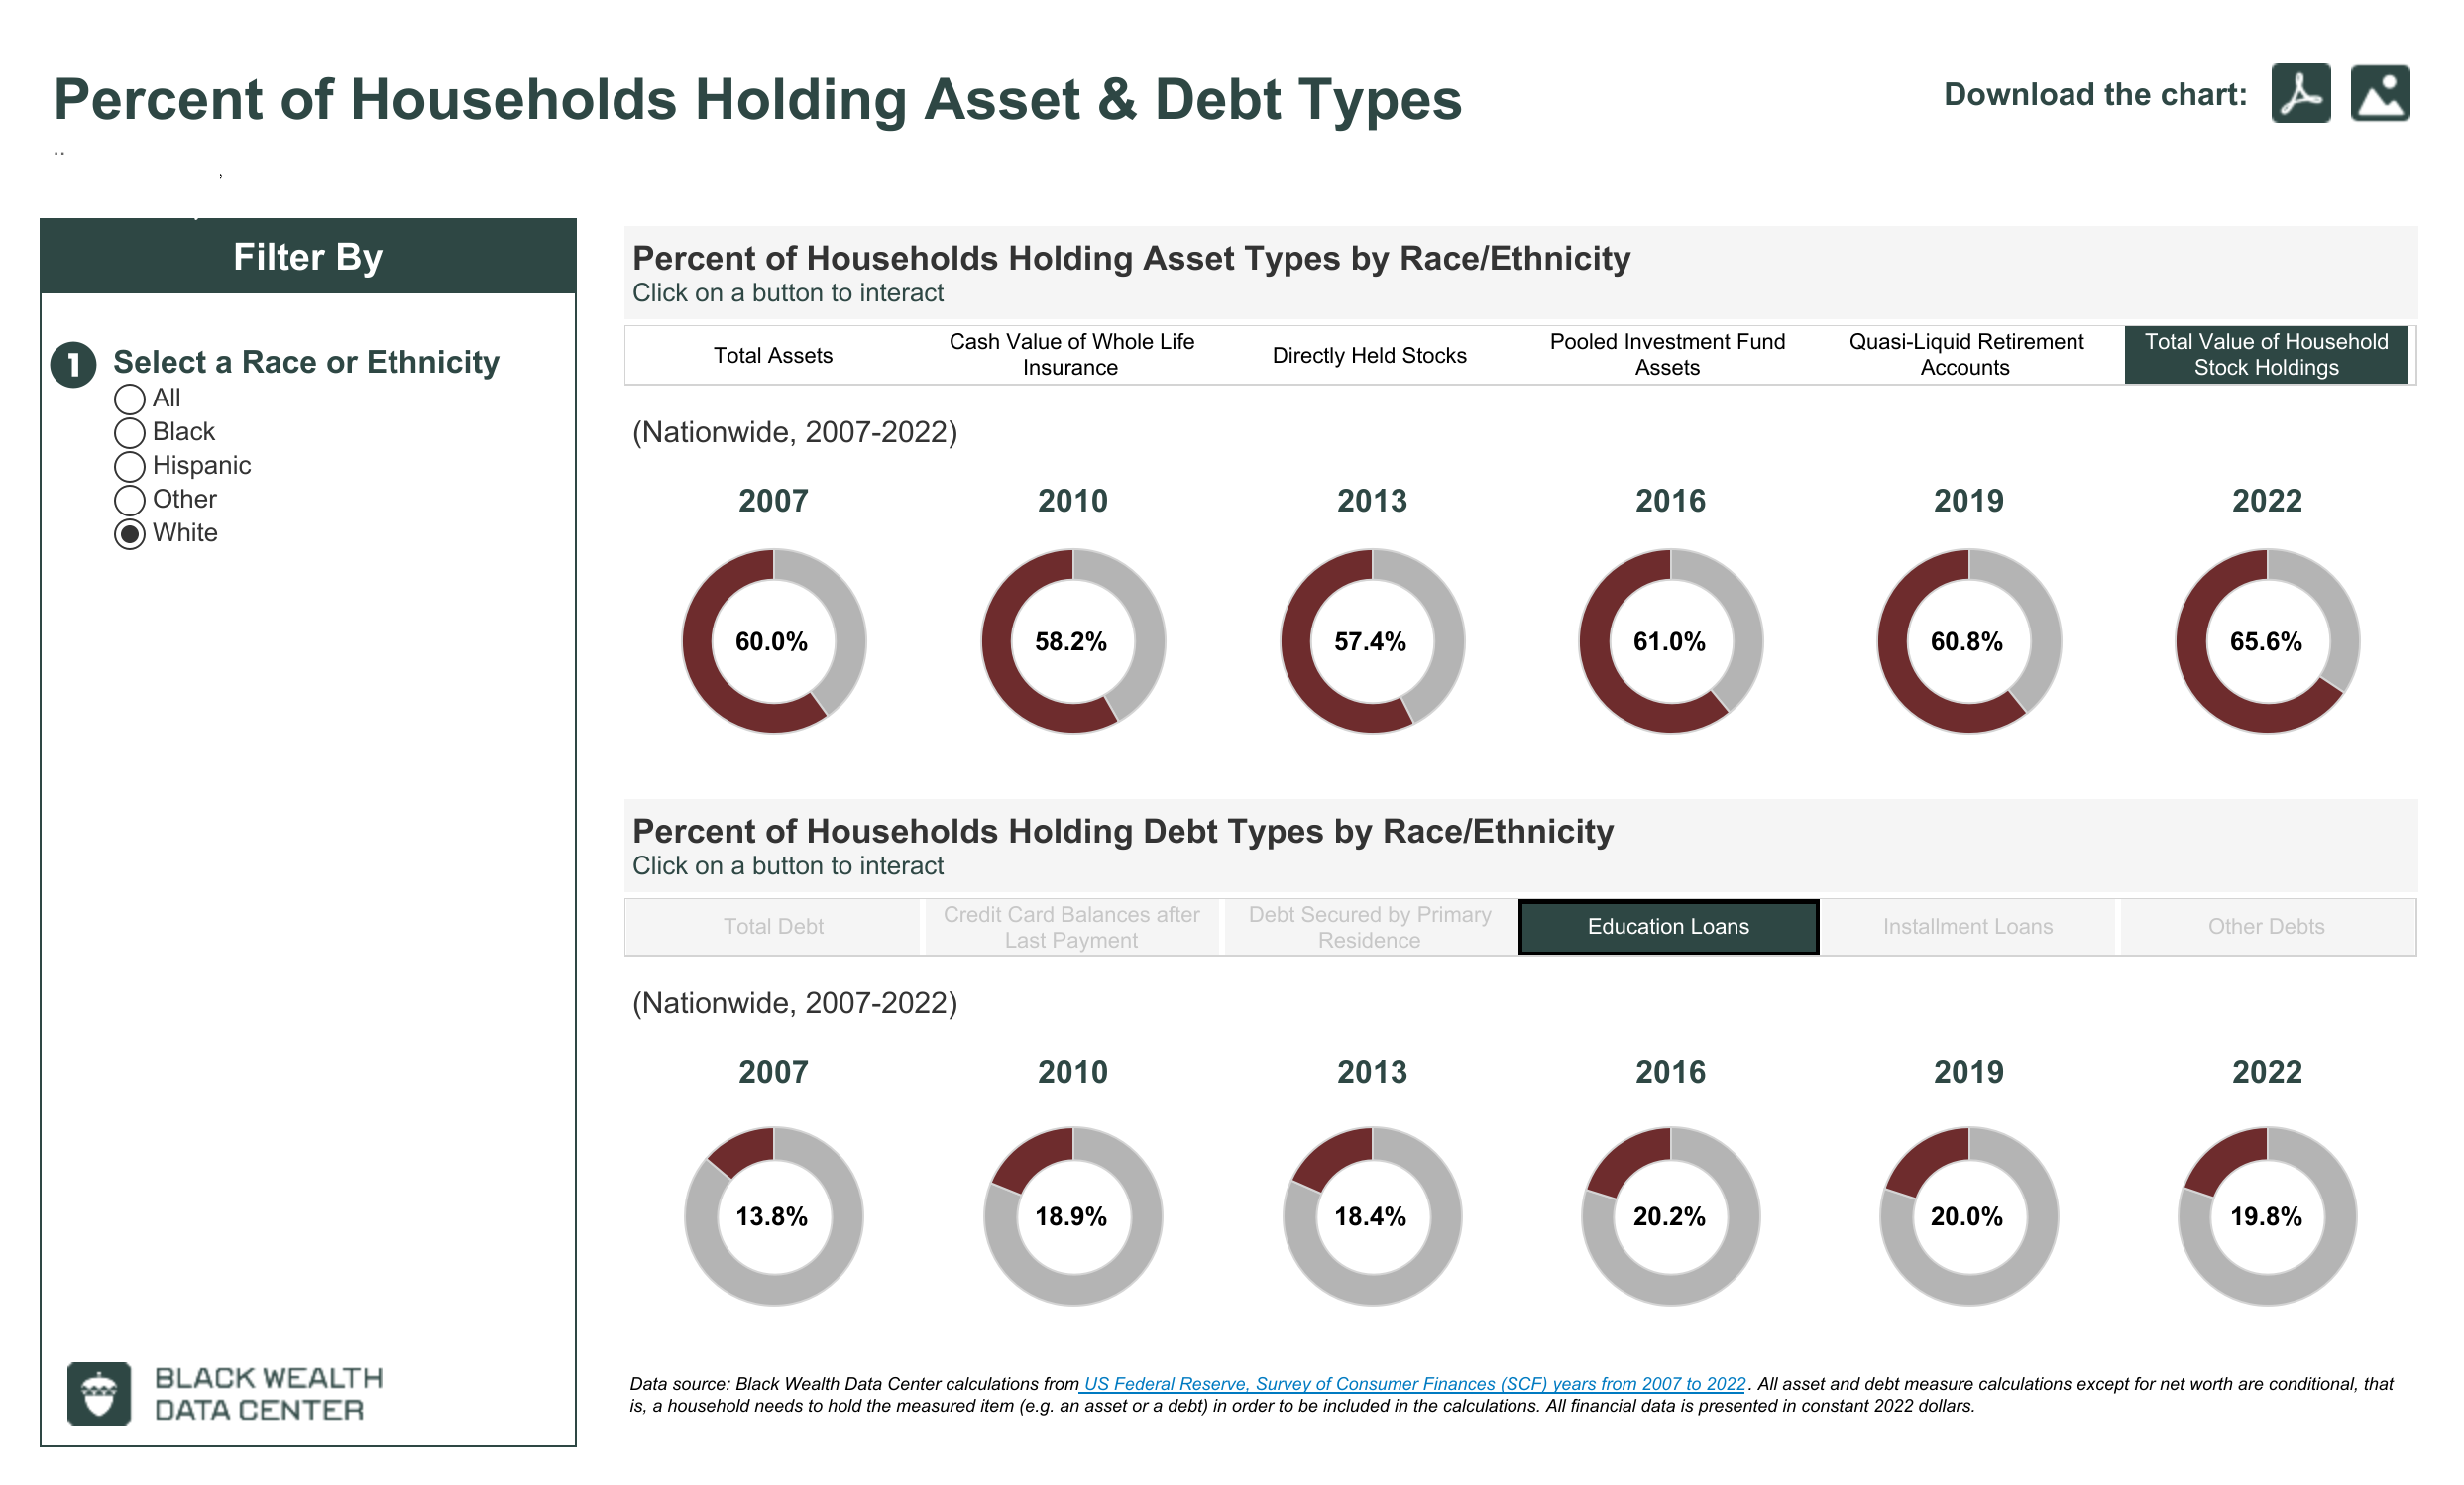 Percent of Households Holding Asset & Debt Types
Download the chart:
..
,
Filter By
1 Select a Race or Ethnicity
All
Black
Hispanic
Other
White
BLACK WEALTH
DATA CENTER
Percent of Households Holding Asset Types by Race/Ethnicity
Click on a button to interact
Total Assets
Cash Value of Whole Life
Insurance
Directly Held Stocks
Pooled Investment Fund
Assets
Quasi-Liquid Retirement
Accounts
Total Value of Household
Stock Holdings
(Nationwide, 2007-2022)
2007 2010 2013 2016 2019 2022
60.0% 58.2% 57.4% 61.0% 60.8% 65.6%
Percent of Households Holding Debt Types by Race/Ethnicity
Click on a button to interact
Total Debt
Credit Card Balances after
Last Payment
Debt Secured by Primary
Residence
Education Loans
Installment Loans
Other Debts
(Nationwide, 2007-2022)
2007 2010 2013 2016 2019 2022
13.8% 18.9% 18.4% 20.2% 20.0% 19.8%
Data source: Black Wealth Data Center calculations from US Federal Reserve, Survey of Consumer Finances (SCF) years from 2007 to 2022. All asset and debt measure calculations except for net worth are conditional, that
is, a household needs to hold the measured item (e.g. an asset or a debt) in order to be included in the calculations. All financial data is presented in constant 2022 dollars.